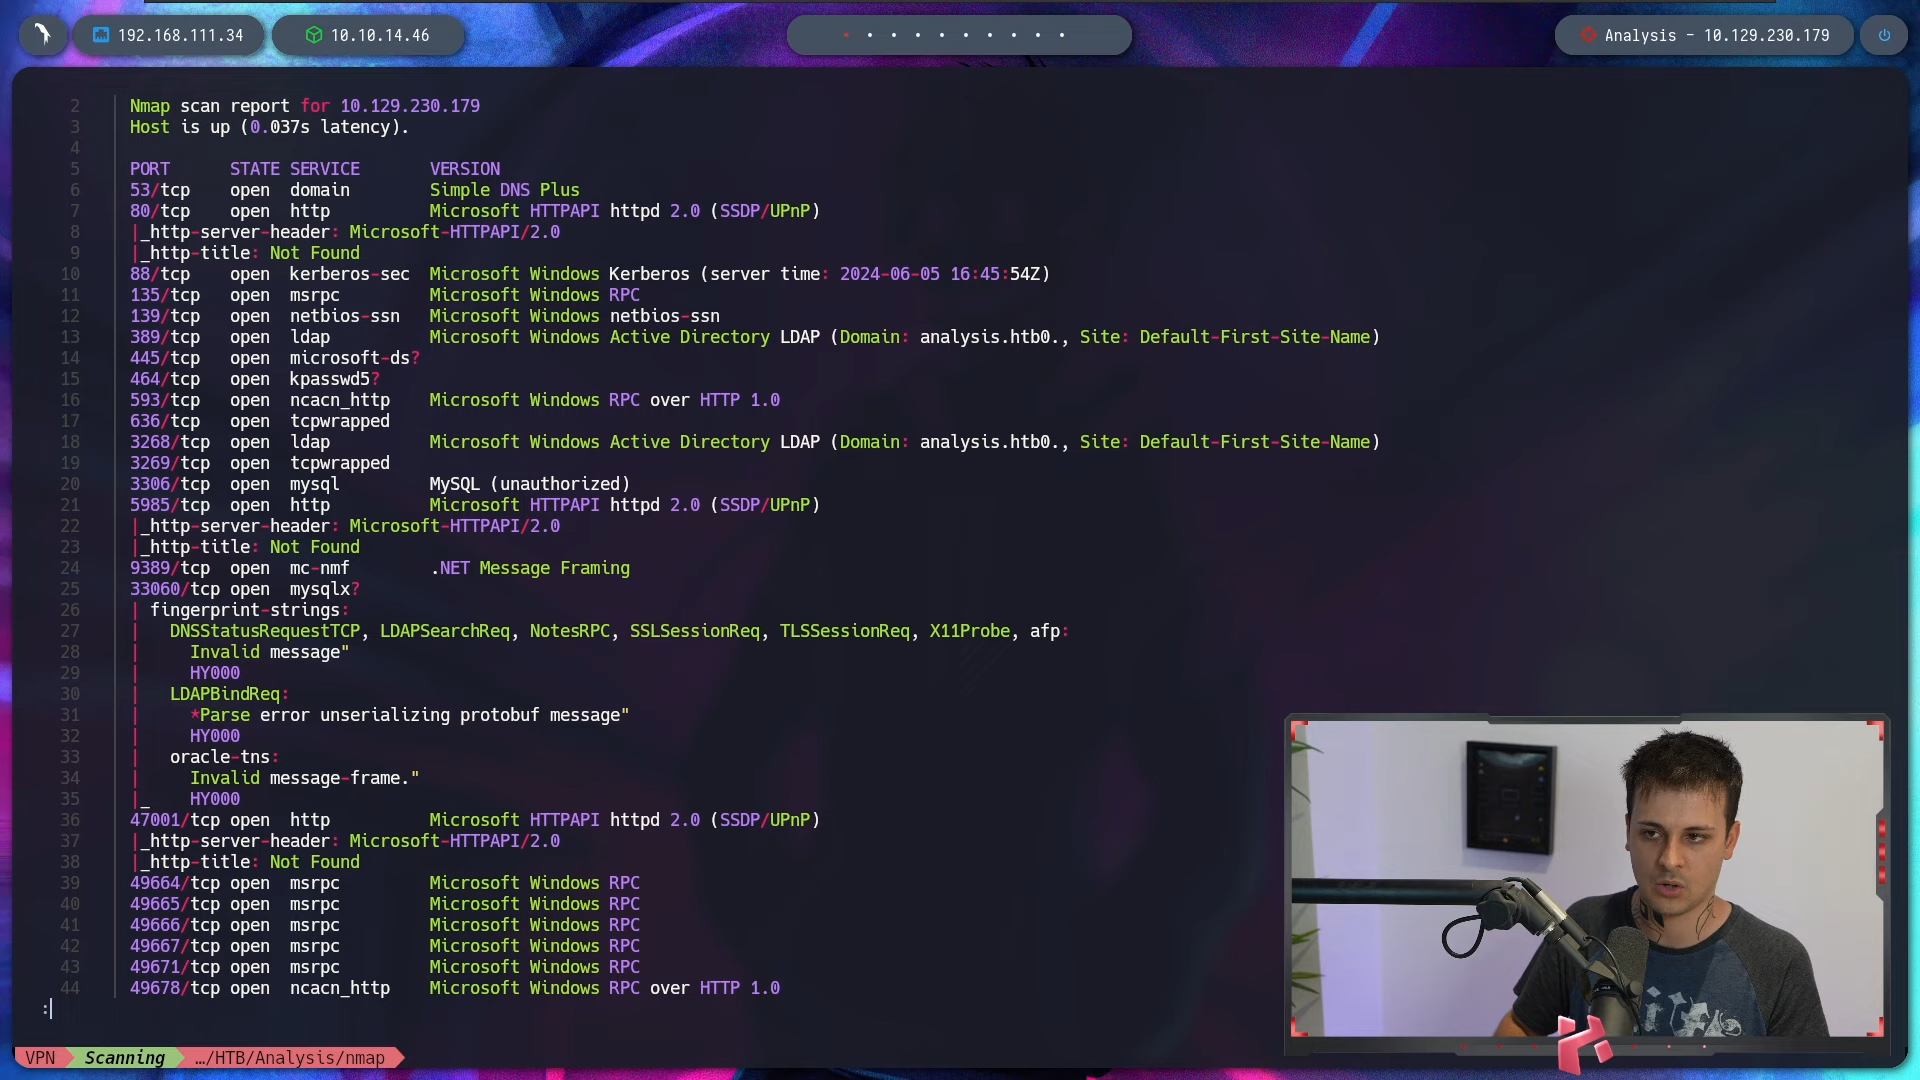 192.168.111.34
10.10.14.46
Analysis - 10.129.230.179
2 Nmap scan report for 10.129.230.179
3 Host is up (0.037s latency).
4
5 PORT STATE SERVICE VERSION
6 53/tcp open domain Simple DNS Plus
7 80/tcp open http Microsoft HTTPAPI httpd 2.0 (SSDP/UPnP)
8 |_http-server-header: Microsoft-HTTPAPI/2.0
9 |_http-title: Not Found
10 88/tcp open kerberos-sec Microsoft Windows Kerberos (server time: 2024-06-05 16:45:54Z)
11 135/tcp open msrpc Microsoft Windows RPC
12 139/tcp open netbios-ssn Microsoft Windows netbios-ssn
13 389/tcp open ldap Microsoft Windows Active Directory LDAP (Domain: analysis.htb0., Site: Default-First-Site-Name)
14 445/tcp open microsoft-ds?
15 464/tcp open kpasswd5?
16 593/tcp open ncacn_http Microsoft Windows RPC over HTTP 1.0
17 636/tcp open tcpwrapped
18 3268/tcp open ldap Microsoft Windows Active Directory LDAP (Domain: analysis.htb0., Site: Default-First-Site-Name)
19 3269/tcp open tcpwrapped
20 3306/tcp open mysql MySQL (unauthorized)
21 5985/tcp open http Microsoft HTTPAPI httpd 2.0 (SSDP/UPnP)
22 |_http-server-header: Microsoft-HTTPAPI/2.0
23 |_http-title: Not Found
24 9389/tcp open mc-nmf .NET Message Framing
25 33060/tcp open mysqlx?
26 | fingerprint-strings:
27 | DNSStatusRequestTCP, LDAPSearchReq, NotesRPC, SSLSessionReq, TLSSessionReq, X11Probe, afp:
28 | Invalid message"
29 | HY000
30 | LDAPBindReq:
31 | *Parse error unserializing protobuf message"
32 | HY000
33 | oracle-tns:
34 | Invalid message-frame."
35 |_ HY000
36 47001/tcp open http Microsoft HTTPAPI httpd 2.0 (SSDP/UPnP)
37 |_http-server-header: Microsoft-HTTPAPI/2.0
38 |_http-title: Not Found
39 49664/tcp open msrpc Microsoft Windows RPC
40 49665/tcp open msrpc Microsoft Windows RPC
41 49666/tcp open msrpc Microsoft Windows RPC
42 49667/tcp open msrpc Microsoft Windows RPC
43 49671/tcp open msrpc Microsoft Windows RPC
44 49678/tcp open ncacn_http Microsoft Windows RPC over HTTP 1.0
:
VPN Scanning …/HTB/Analysis/nmap